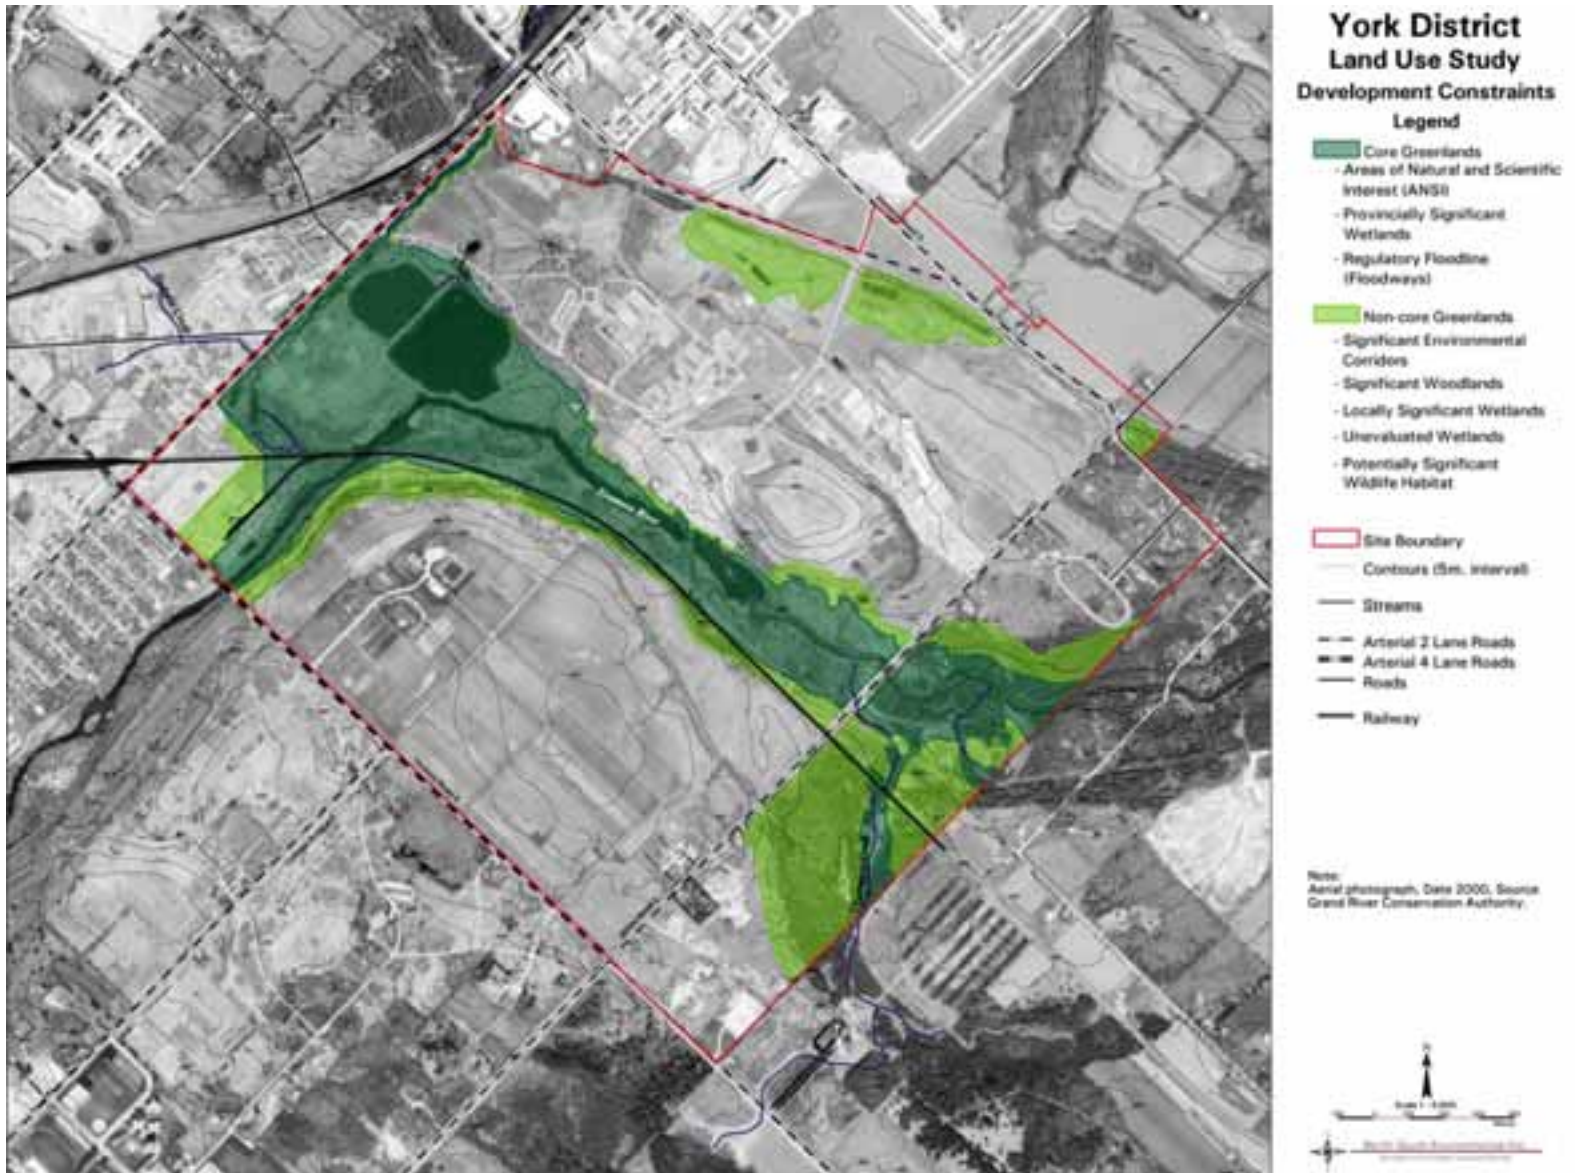 York District
Land Use Study
Development Constraints
Legend
Core Greenlands
- Areas of Natural and Scientific
Interest (ANSI)
- Provincially Significant
Wetlands
- Regulatory Floodline
(Floodways)
Non-core Greenlands
- Significant Environmental
Corridors
- Significant Woodlands
- Locally Significant Wetlands
- Unevaluated Wetlands
- Potentially Significant
Wildlife Habitat
Site Boundary
Contours (5m. interval)
Streams
Arterial 2 Lane Roads
Arterial 4 Lane Roads
Roads
Railway
Note:
Aerial photograph, Date 2000, Source
Grand River Conservation Authority.